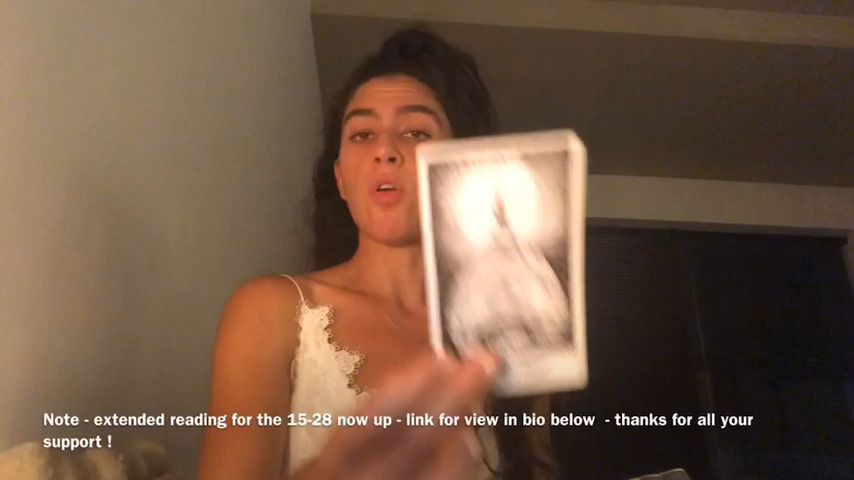 Note - extended reading for the 15-28 now up - link for view in bio below - thanks for all your
support !